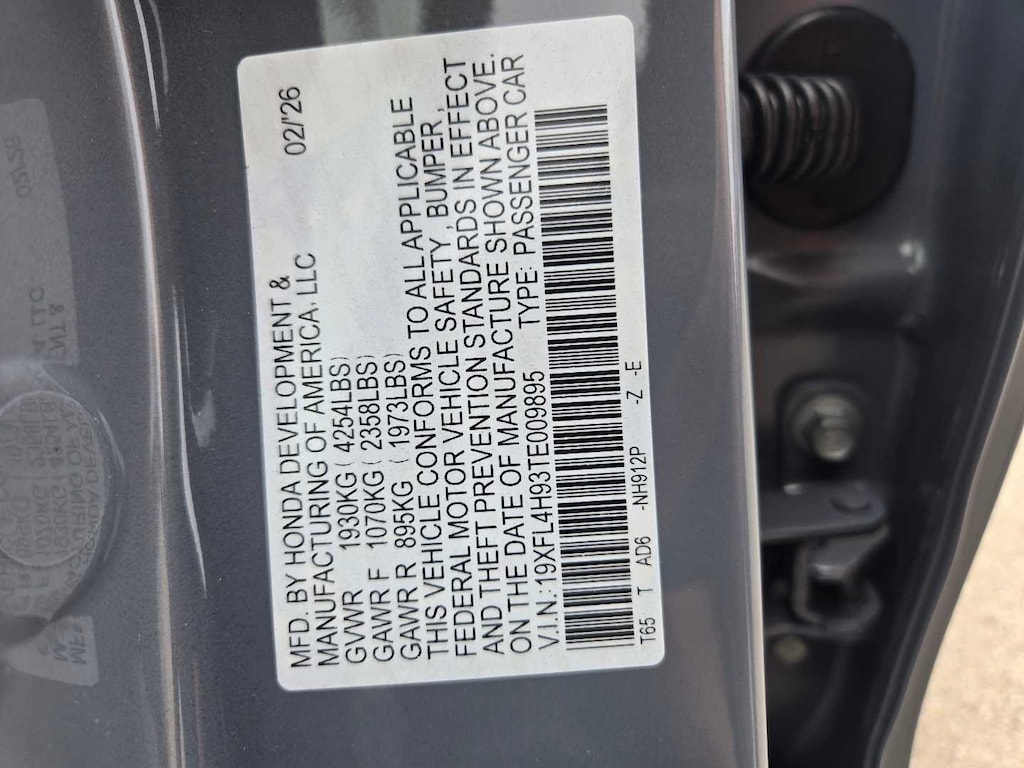 MFD. BY HONDA DEVELOPMENT & 02/'26
MANUFACTURING OF AMERICA, LLC
GVWR 1930KG ( 4254LBS)
GAWR F 1070KG ( 2358LBS)
GAWR R 895KG ( 1973LBS)
THIS VEHICLE CONFORMS TO ALL APPLICABLE
FEDERAL MOTOR VEHICLE SAFETY, BUMPER,
AND THEFT PREVENTION STANDARDS IN EFFECT
ON THE DATE OF MANUFACTURE SHOWN ABOVE.
V.I.N.:19XFL4H93TE009895 TYPE: PASSENGER CAR
T65 T AD6 -NH912P -Z -E
L